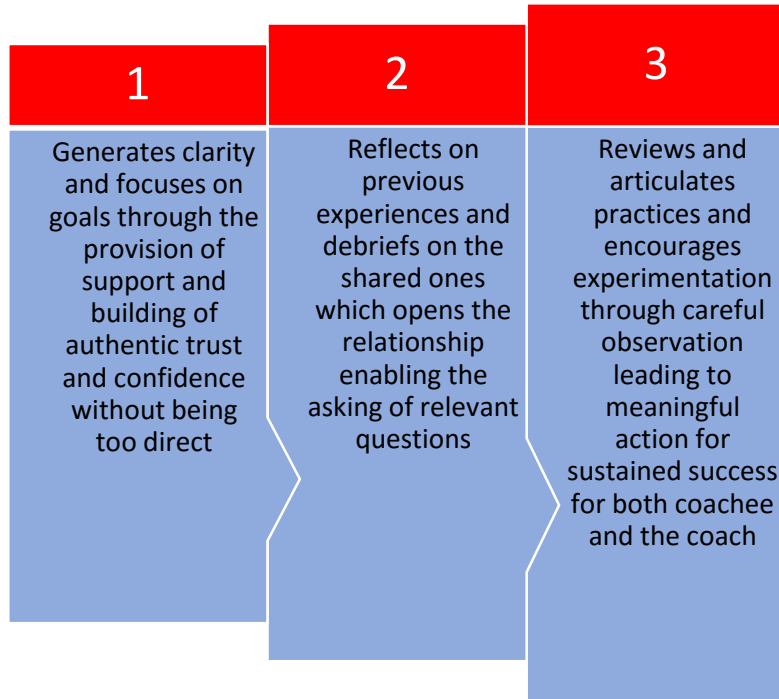 1
Generates clarity
and focuses on
goals through the
provision of
support and
building of
authentic trust
and confidence
without being
too direct
2
Reflects on
previous
experiences and
debriefs on the
shared ones
which opens the
relationship
enabling the
asking of relevant
questions
3
Reviews and
articulates
practices and
encourages
experimentation
through careful
observation
leading to
meaningful
action for
sustained success
for both coachee
and the coach